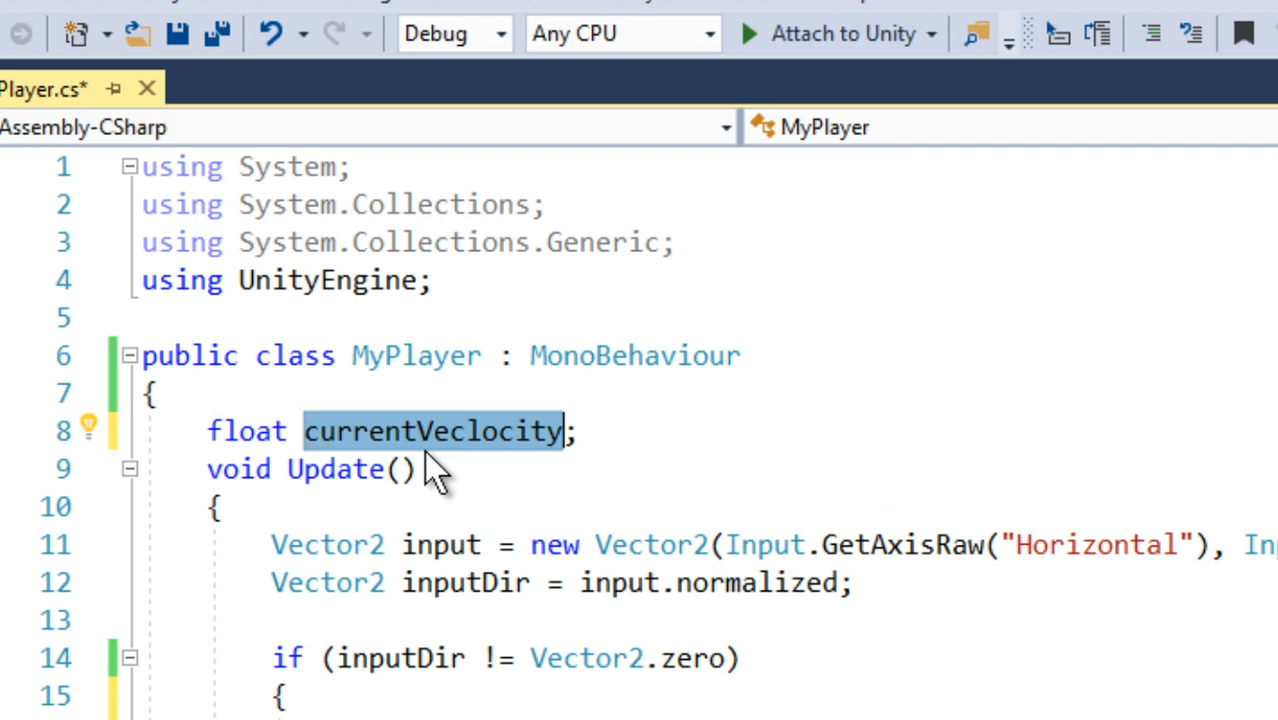 Debug Any CPU Attach to Unity
Player.cs*
Assembly-CSharp MyPlayer
1 using System;
2 using System.Collections;
3 using System.Collections.Generic;
4 using UnityEngine;
5
6 public class MyPlayer : MonoBehaviour
7 {
8 float currentVeclocity;
9 void Update()
10 {
11 Vector2 input = new Vector2(Input.GetAxisRaw("Horizontal"),
12 Vector2 inputDir = input.normalized;
13
14 if (inputDir != Vector2.zero)
15 {